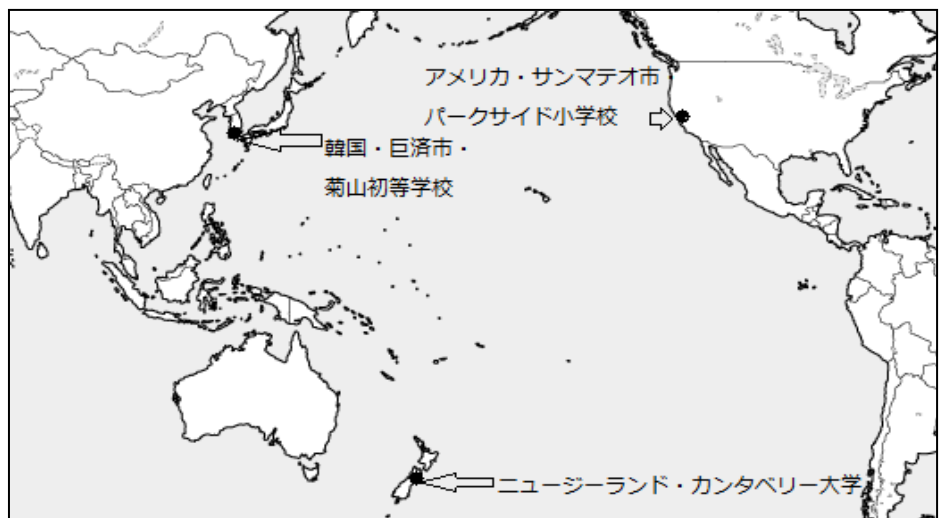 アメリカ・サンマテオ市・
パークサイド小学校
韓国・巨済市・
菊山初等学校
ニュージーランド・カンタベリー大学